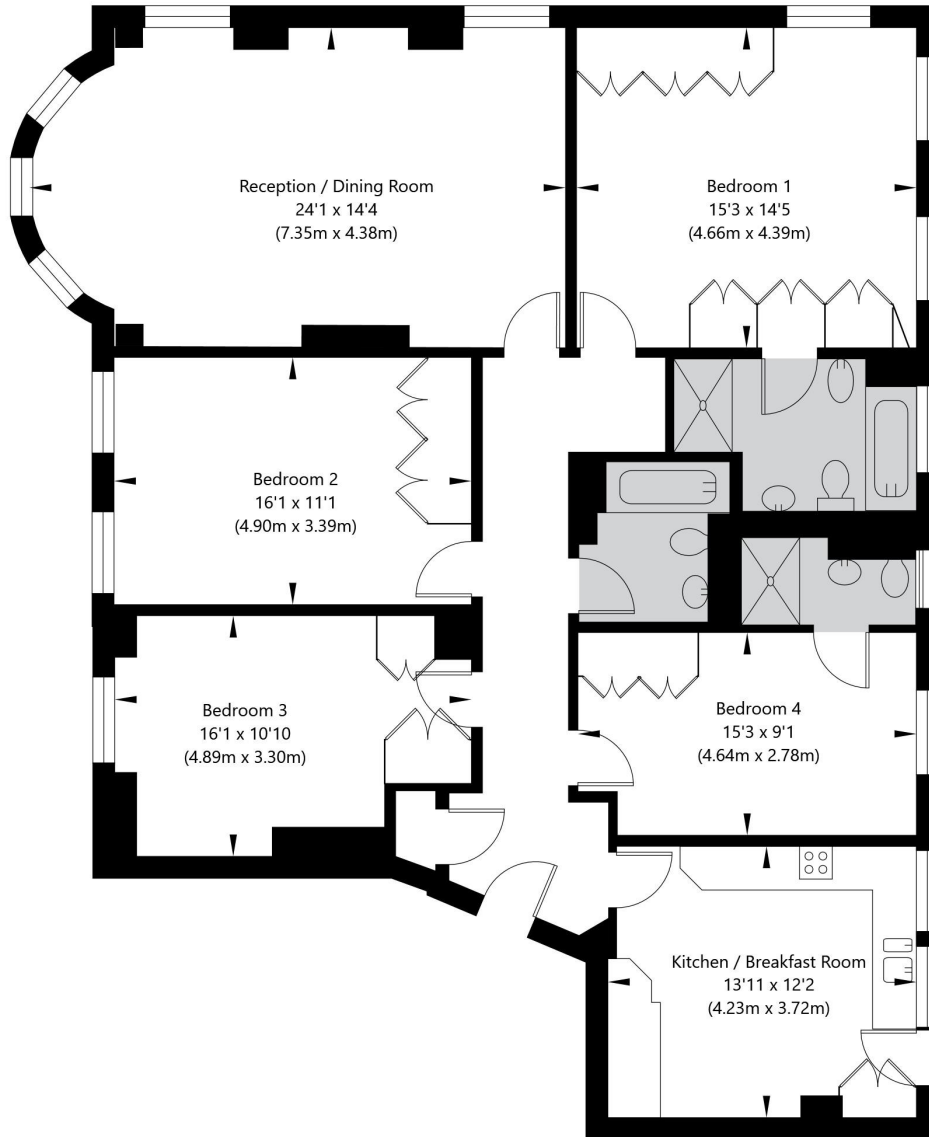 Reception / Dining Room
24'1 x 14'4
(7.35m x 4.38m)
Bedroom 1
15'3 x 14'5
(4.66m x 4.39m)
Bedroom 2
16'1 x 11'1
(4.90m x 3.39m)
Bedroom 3
16'1 x 10'10
(4.89m x 3.30m)
Bedroom 4
15'3 x 9'1
(4.64m x 2.78m)
Kitchen / Breakfast Room
13'11 x 12'2
(4.23m x 3.72m)